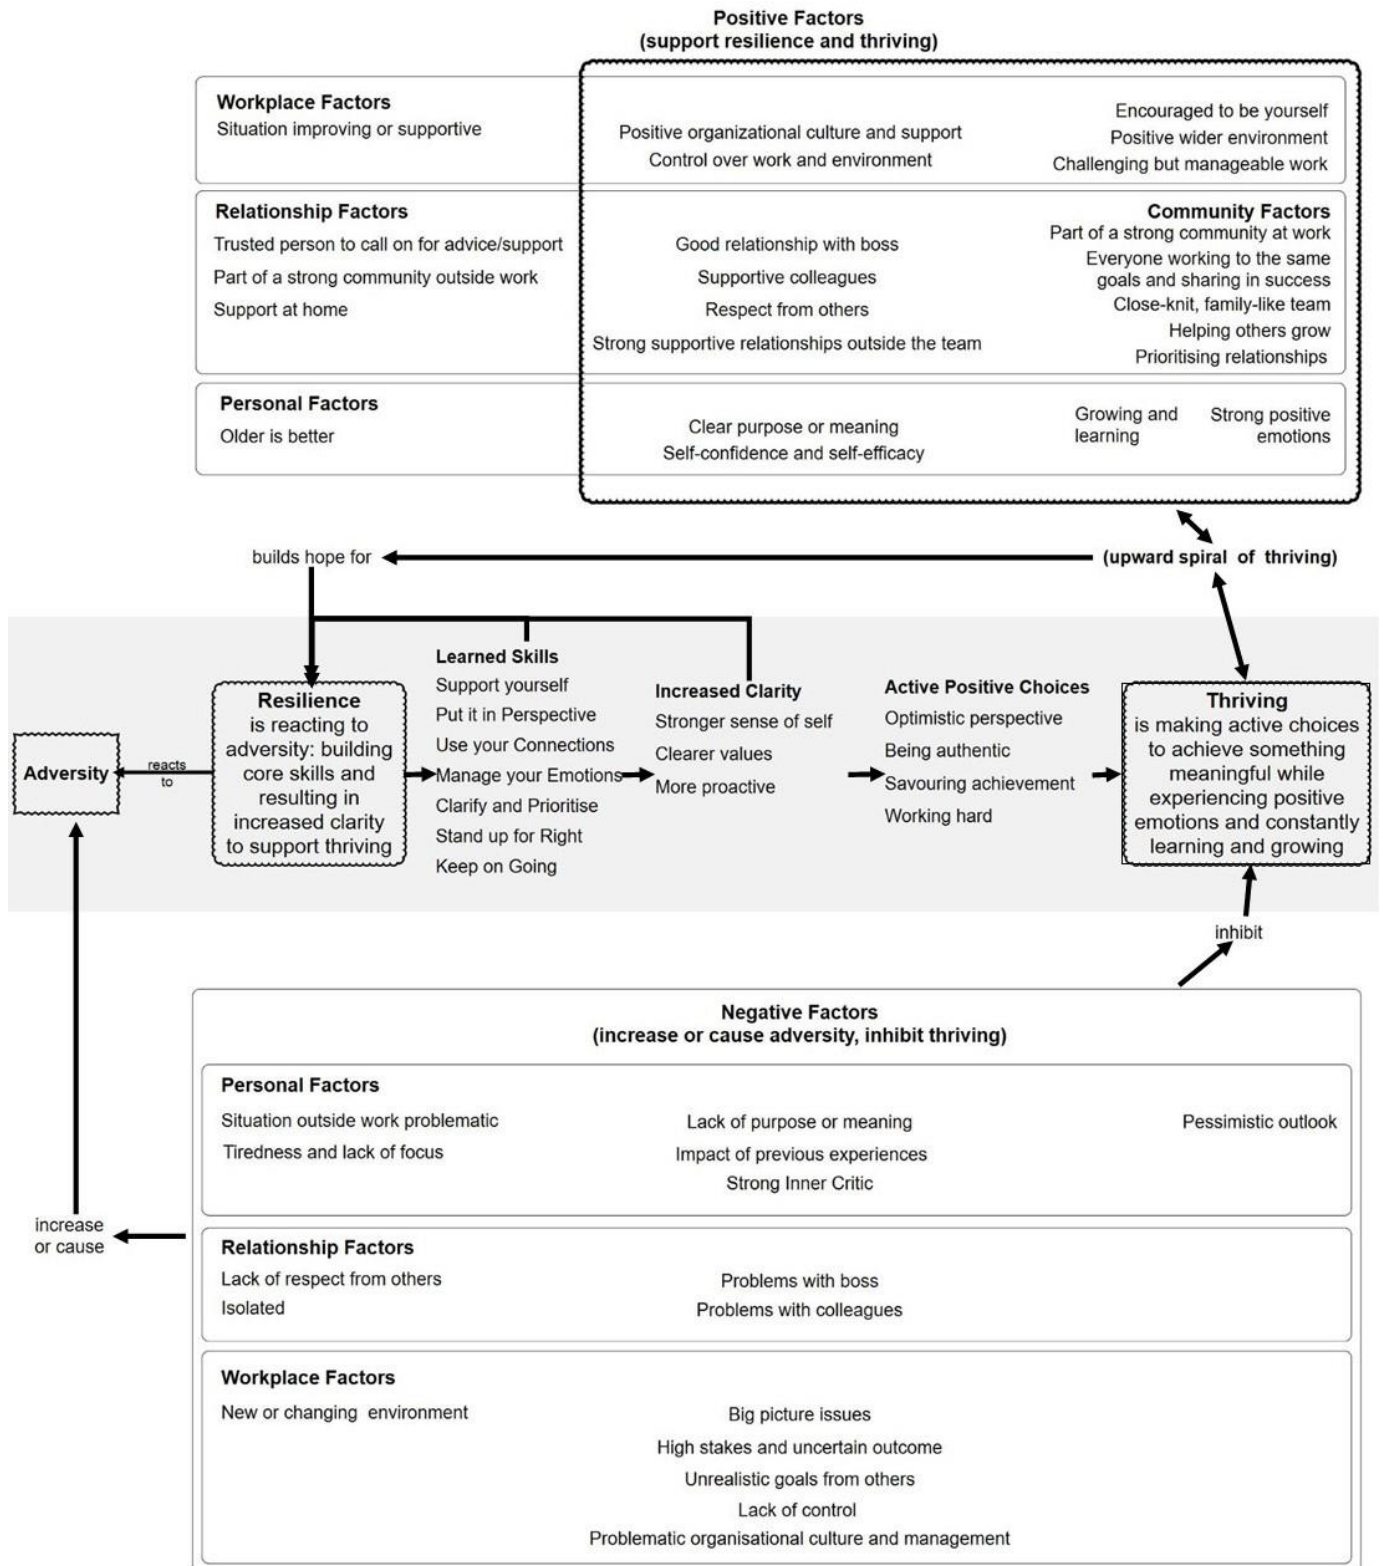 Positive Factors
(support resilience and thriving)
Workplace Factors
Situation improving or supportive
Positive organizational culture and support
Control over work and environment
Encouraged to be yourself
Positive wider environment
Challenging but manageable work
Relationship Factors
Trusted person to call on for advice/support
Part of a strong community outside work
Support at home
Good relationship with boss
Supportive colleagues
Respect from others
Strong supportive relationships outside the team
Community Factors
Part of a strong community at work
Everyone working to the same
goals and sharing in success
Close-knit, family-like team
Helping others grow
Prioritising relationships
Personal Factors
Older is better
Clear purpose or meaning
Self-confidence and self-efficacy
Growing and
learning
Strong positive
emotions
builds hope for
(upward spiral of thriving)
Adversity
reacts
to
Resilience
is reacting to
adversity: building
core skills and
resulting in
increased clarity
to support thriving
Learned Skills
Support yourself
Put it in Perspective
Use your Connections
Manage your Emotions
Clarify and Prioritise
Stand up for Right
Keep on Going
Increased Clarity
Stronger sense of self
Clearer values
More proactive
Active Positive Choices
Optimistic perspective
Being authentic
Savouring achievement
Working hard
Thriving
is making active choices
to achieve something
meaningful while
experiencing positive
emotions and constantly
learning and growing
inhibit
Negative Factors
(increase or cause adversity, inhibit thriving)
Personal Factors
Situation outside work problematic
Tiredness and lack of focus
Lack of purpose or meaning
Impact of previous experiences
Strong Inner Critic
Pessimistic outlook
increase
or cause
Relationship Factors
Lack of respect from others
Isolated
Problems with boss
Problems with colleagues
Workplace Factors
New or changing environment
Big picture issues
High stakes and uncertain outcome
Unrealistic goals from others
Lack of control
Problematic organisational culture and management